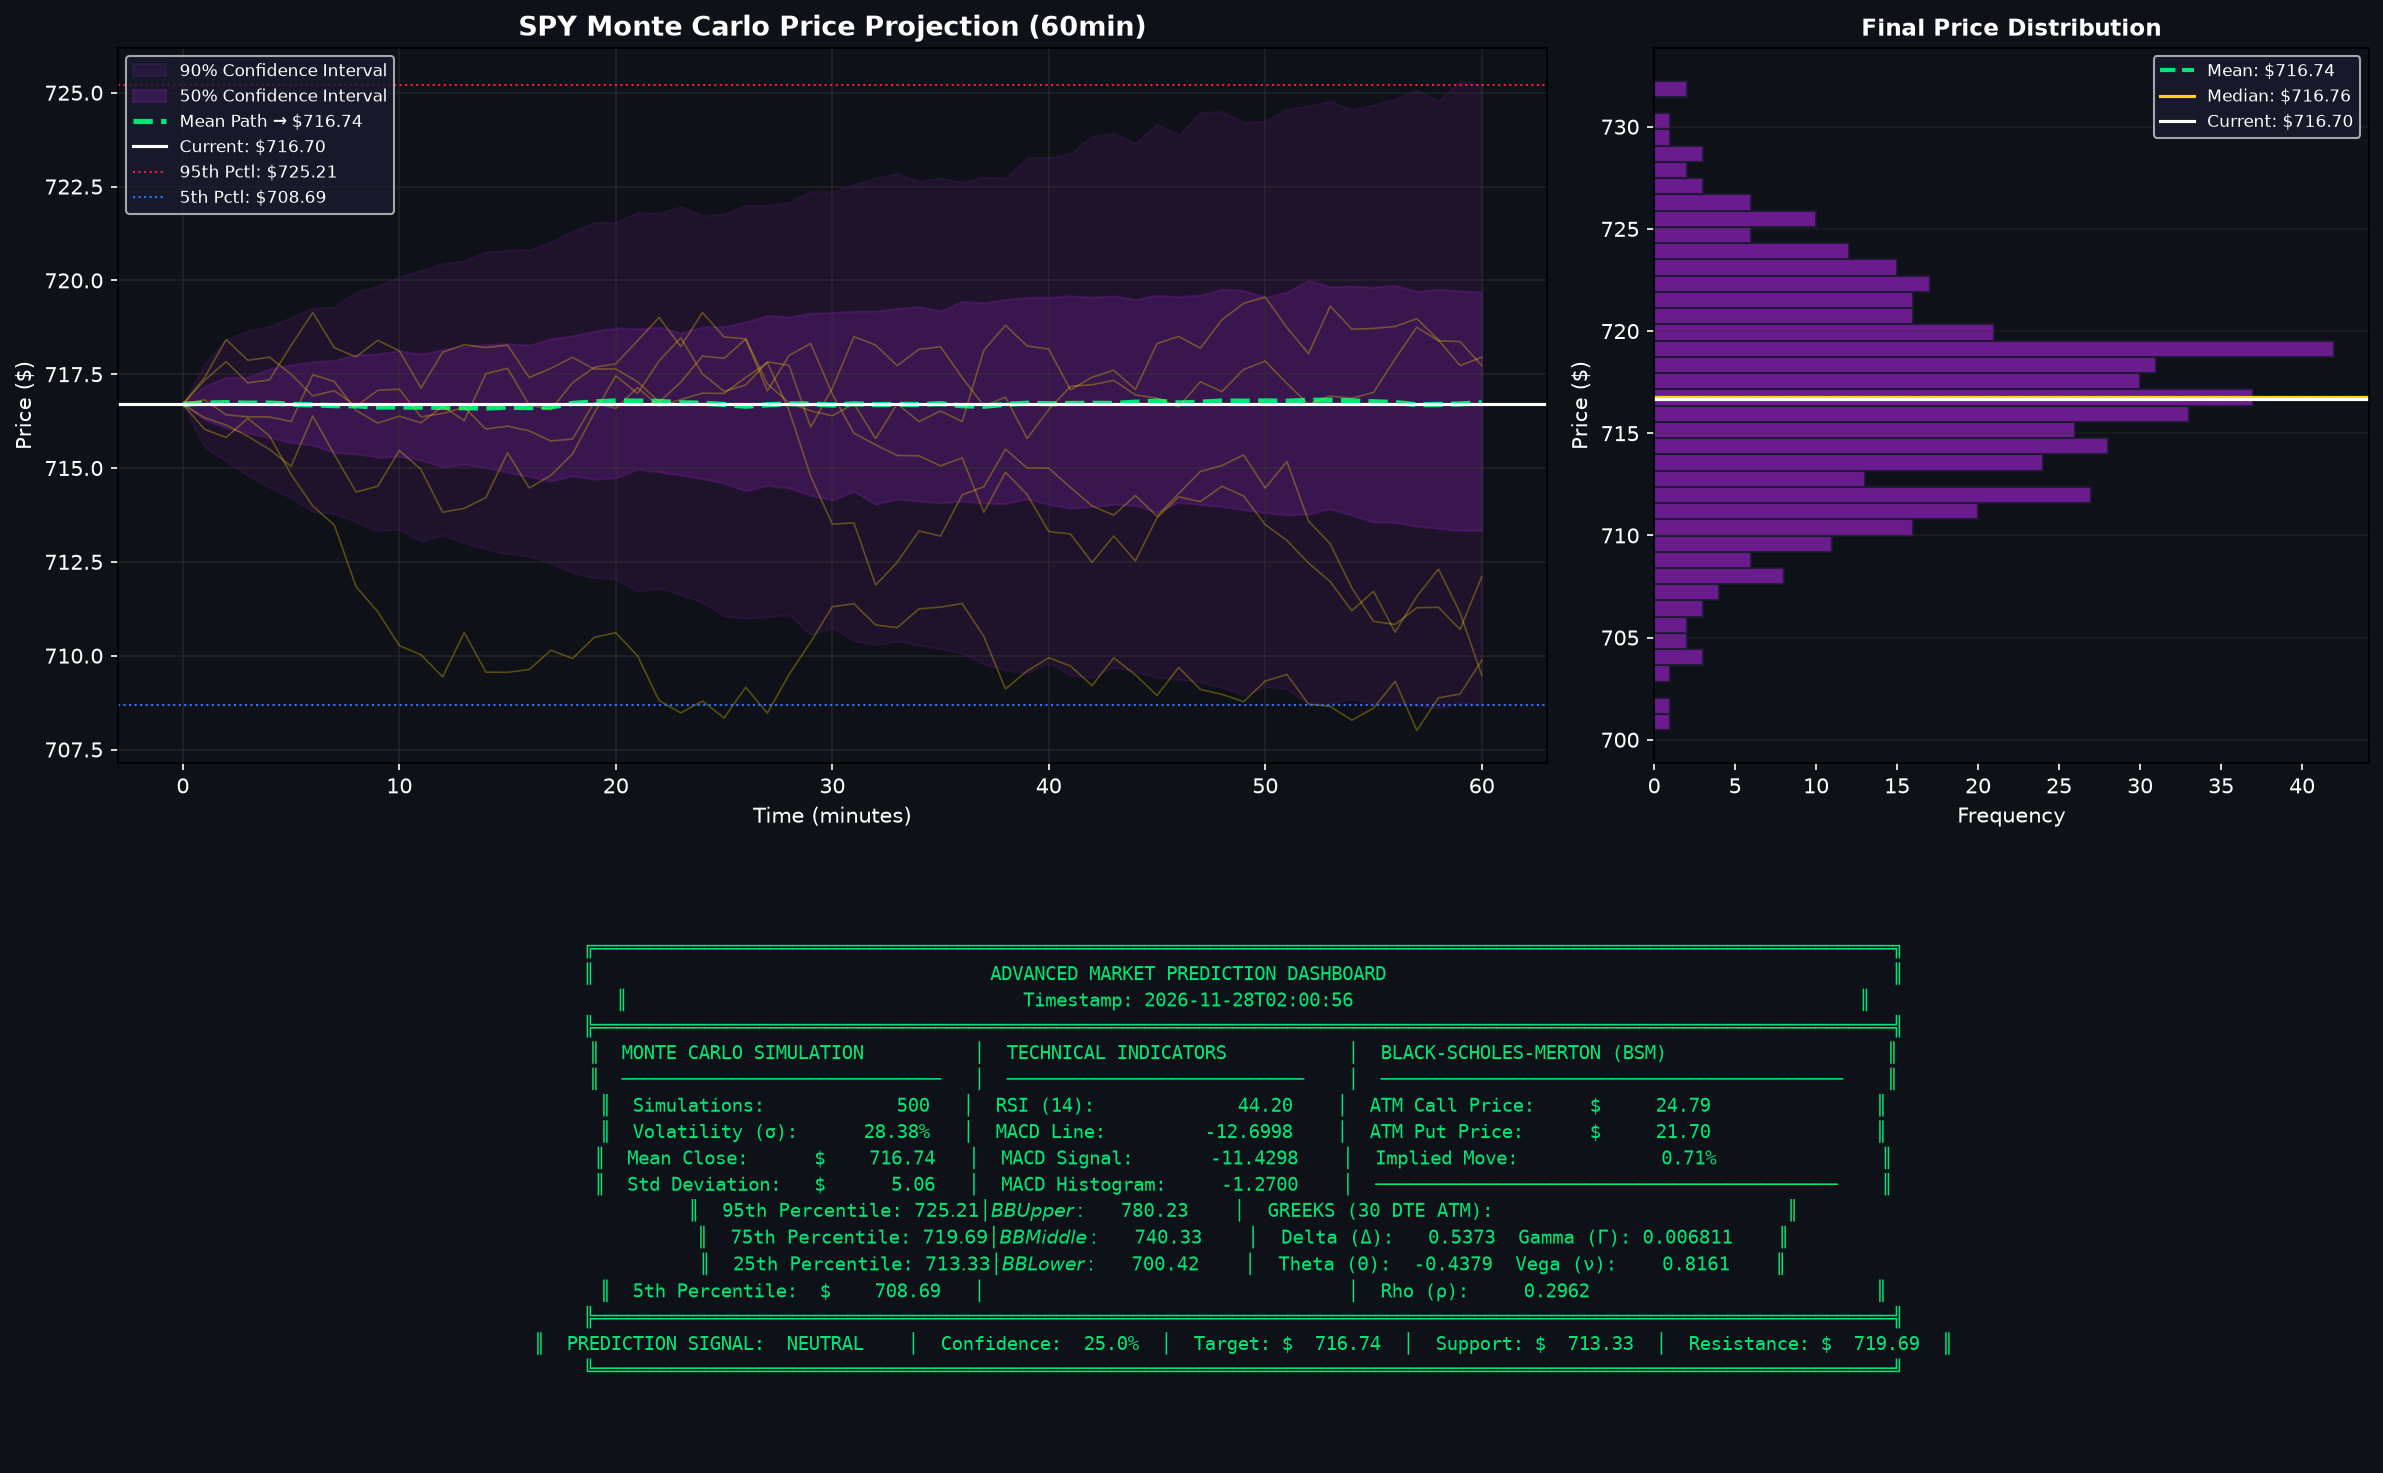 SPY Monte Carlo Price Projection (60min)
90% Confidence Interval
50% Confidence Interval
Mean Path → $716.74
Current: $716.70
95th Pctl: $725.21
5th Pctl: $708.69
Price ($)
725.0
722.5
720.0
717.5
715.0
712.5
710.0
707.5
0 10 20 30 40 50 60
Time (minutes)
Final Price Distribution
Mean: $716.74
Median: $716.76
Current: $716.70
Price ($)
730
725
720
715
710
705
700
0 5 10 15 20 25 30 35 40
Frequency
ADVANCED MARKET PREDICTION DASHBOARD
Timestamp: 2026-11-28T02:00:56
MONTE CARLO SIMULATION │ TECHNICAL INDICATORS │ BLACK-SCHOLES-MERTON (BSM)
Simulations: 500 │ RSI (14): 44.20 │ ATM Call Price: $ 24.79
Volatility (σ): 28.38% │ MACD Line: -12.6998 │ ATM Put Price: $ 21.70
Mean Close: $ 716.74 │ MACD Signal: -11.4298 │ Implied Move: 0.71%
Std Deviation: $ 5.06 │ MACD Histogram: -1.2700 │
95th Percentile: 725.21│BBUpper: 780.23 │ GREEKS (30 DTE ATM):
75th Percentile: 719.69│BBMiddle: 740.33 │ Delta (Δ): 0.5373 Gamma (Γ): 0.006811
25th Percentile: 713.33│BBLower: 700.42 │ Theta (Θ): -0.4379 Vega (ν): 0.8161
5th Percentile: $ 708.69 │ │ Rho (ρ): 0.2962
PREDICTION SIGNAL: NEUTRAL │ Confidence: 25.0% │ Target: $ 716.74 │ Support: $ 713.33 │ Resistance: $ 719.69